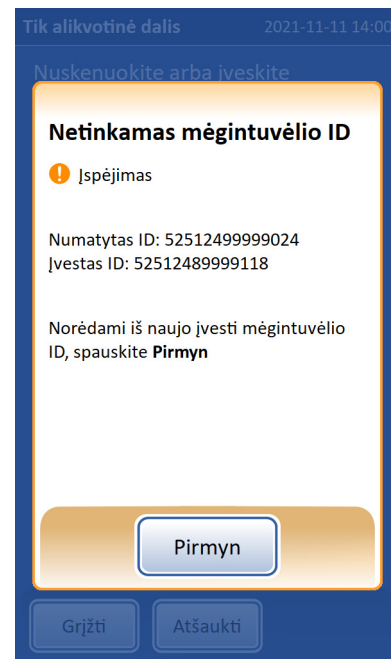 Tik alikvotinė dalis 2021-11-11 14:00
Nuskenuokite arba įveskite
Netinkamas mėgintuvėlio ID
Įspėjimas
Numatytas ID: 52512499999024
Įvestas ID: 52512489999118
Norėdami iš naujo įvesti mėgintuvėlio
ID, spauskite Pirmyn
Pirmyn
Grįžti Atšaukti